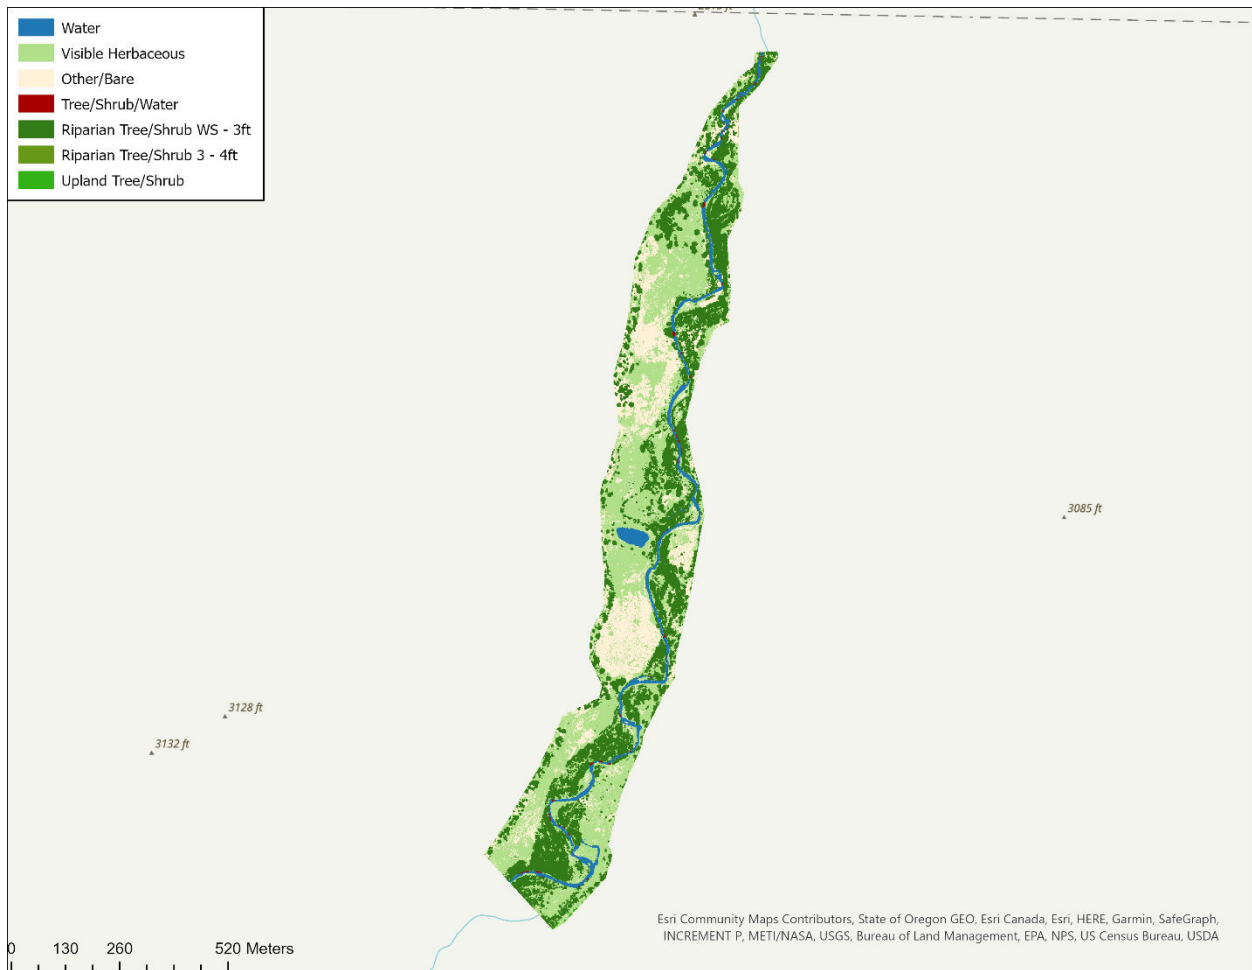 Water
Visible Herbaceous
Other/Bare
Tree/Shrub/Water
Riparian Tree/Shrub WS - 3ft
Riparian Tree/Shrub 3 - 4ft
Upland Tree/Shrub
3085 ft
3128 ft
3132 ft
Esri Community Maps Contributors, State of Oregon GEO, Esri Canada, Esri, HERE, Garmin, SafeGraph,
INCREMENT P, METI/NASA, USGS, Bureau of Land Management, EPA, NPS, US Census Bureau, USDA
0 130 260 520 Meters